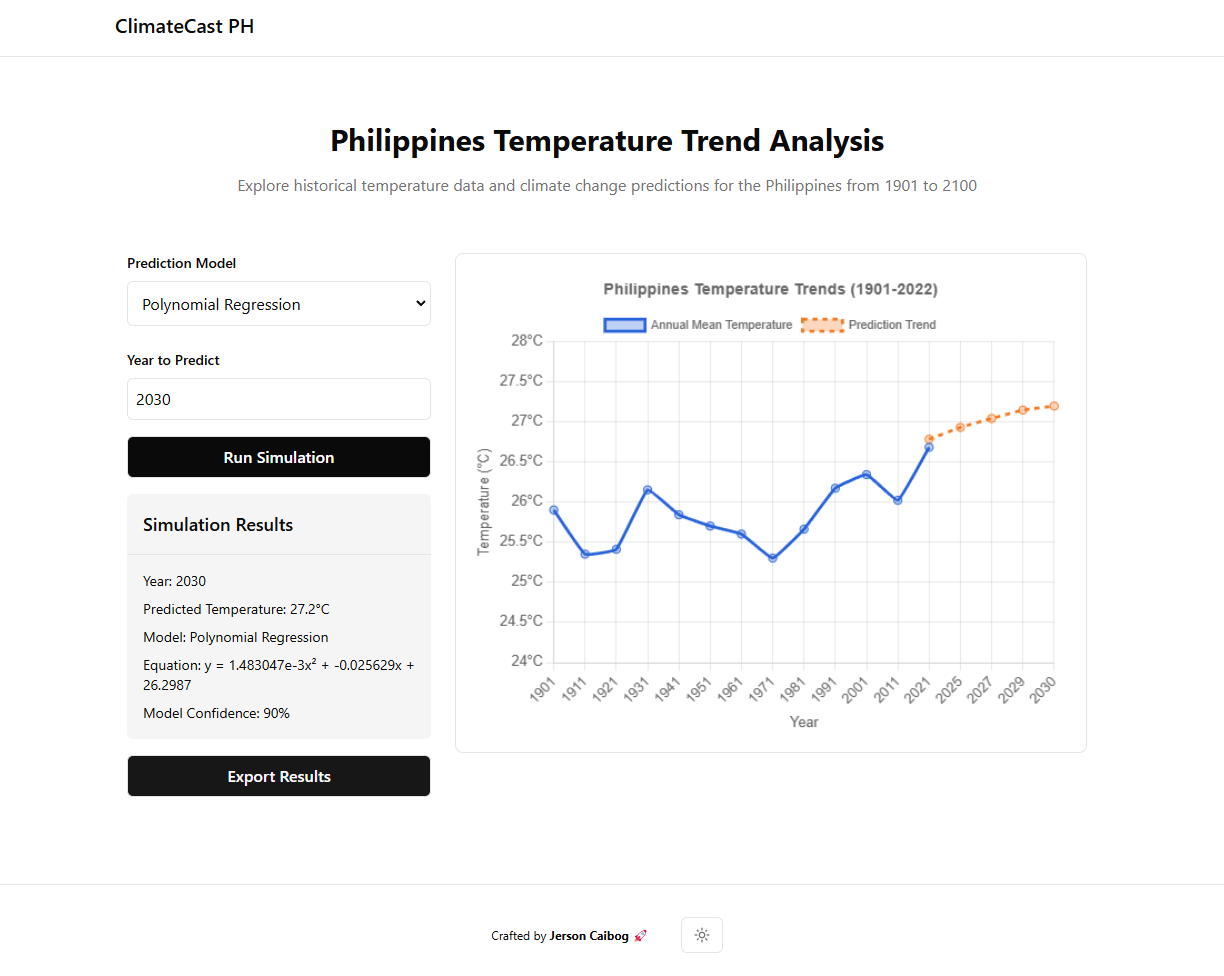 ClimateCast PH
Philippines Temperature Trend Analysis
Explore historical temperature data and climate change predictions for the Philippines from 1901 to 2100
Prediction Model
Polynomial Regression
Year to Predict
2030
Run Simulation
Simulation Results
Year: 2030
Predicted Temperature: 27.2°C
Model: Polynomial Regression
Equation: y = 1.483047e-3x² + -0.025629x +
26.2987
Model Confidence: 90%
Export Results
Philippines Temperature Trends (1901-2022)
Annual Mean Temperature
Prediction Trend
28°C
27.5°C
27°C
26.5°C
26°C
25.5°C
25°C
24.5°C
24°C
Temperature (°C)
1901
1911
1921
1931
1941
1951
1961
1971
1981
1991
2001
2011
2021
2025
2027
2029
2030
Year
Crafted by Jerson Caibog 🚀